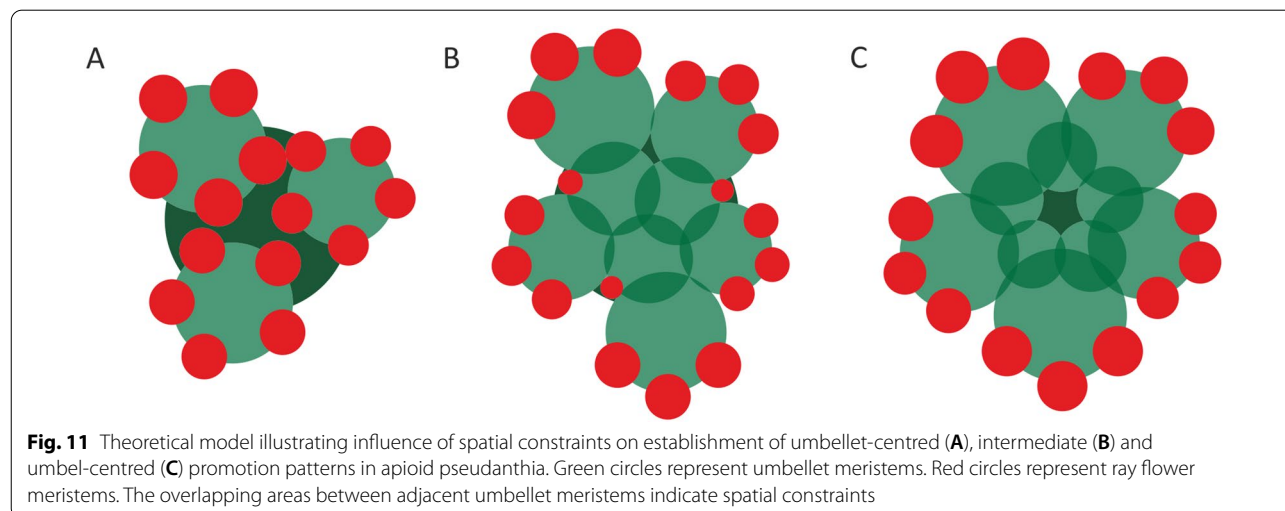 A
B
C
Fig. 11 Theoretical model illustrating influence of spatial constraints on establishment of umbellet-centred (A), intermediate (B) and
umbel-centred (C) promotion patterns in apioid pseudanthia. Green circles represent umbellet meristems. Red circles represent ray flower
meristems. The overlapping areas between adjacent umbellet meristems indicate spatial constraints